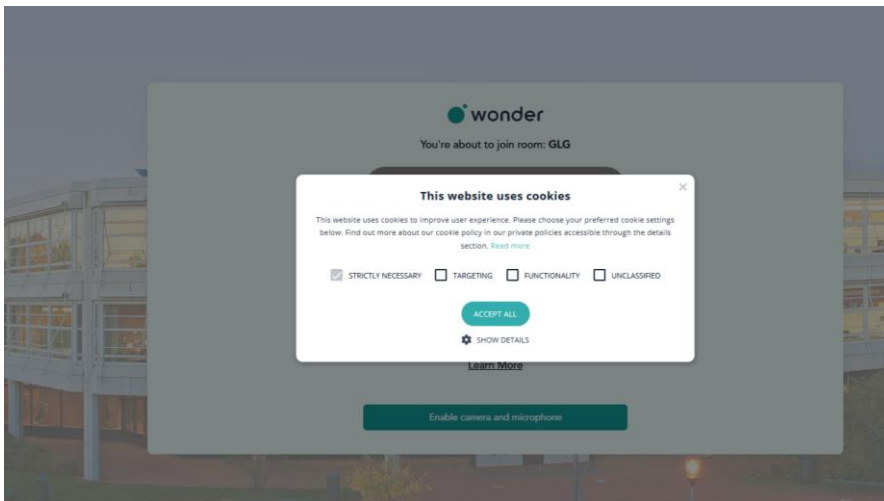 wonder
You're about to join room: GLG
×
This website uses cookies
This website uses cookies to improve user experience. Please choose your preferred cookie settings
below. Find out more about our cookie policy in our private policies accessible through the details
section. Read more
STRICTLY NECESSARY TARGETING FUNCTIONALITY UNCLASSIFIED
ACCEPT ALL
SHOW DETAILS
Learn More
Enable camera and microphone